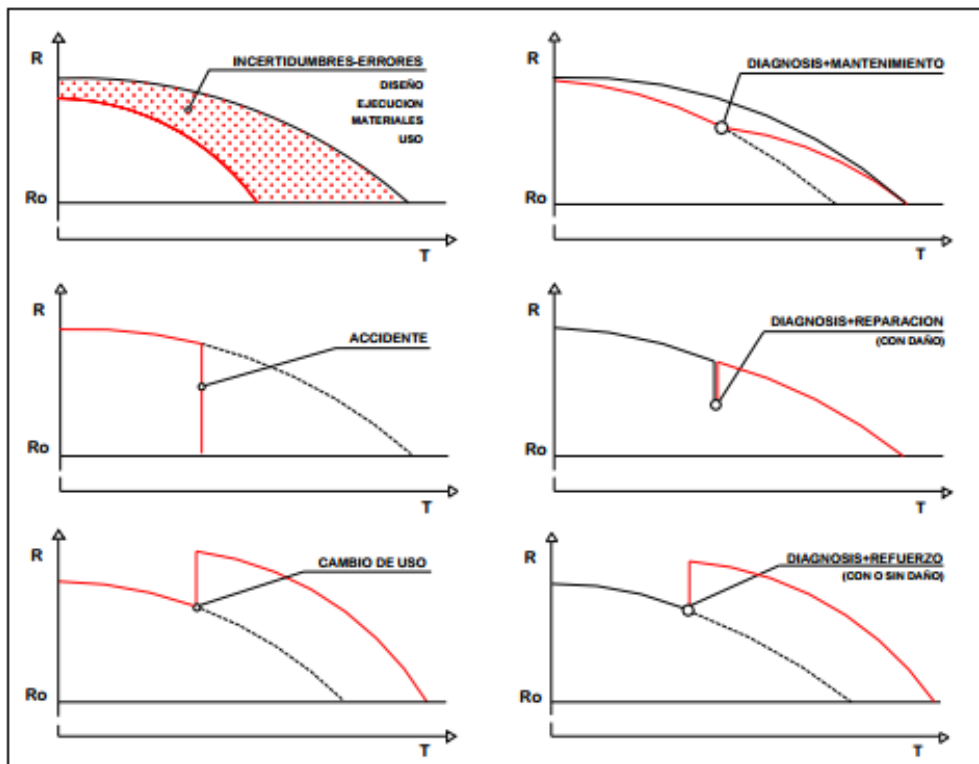 R
INCERTIDUMBRES-ERRORES
DISEÑO
EJECUCION
MATERIALES
USO
Ro
T
R
DIAGNOSIS+MANTENIMIENTO
Ro
T
R
ACCIDENTE
Ro
T
R
DIAGNOSIS+REPARACION
(CON DAÑO)
Ro
T
R
CAMBIO DE USO
Ro
T
R
DIAGNOSIS+REFUERZO
(CON O SIN DAÑO)
Ro
T